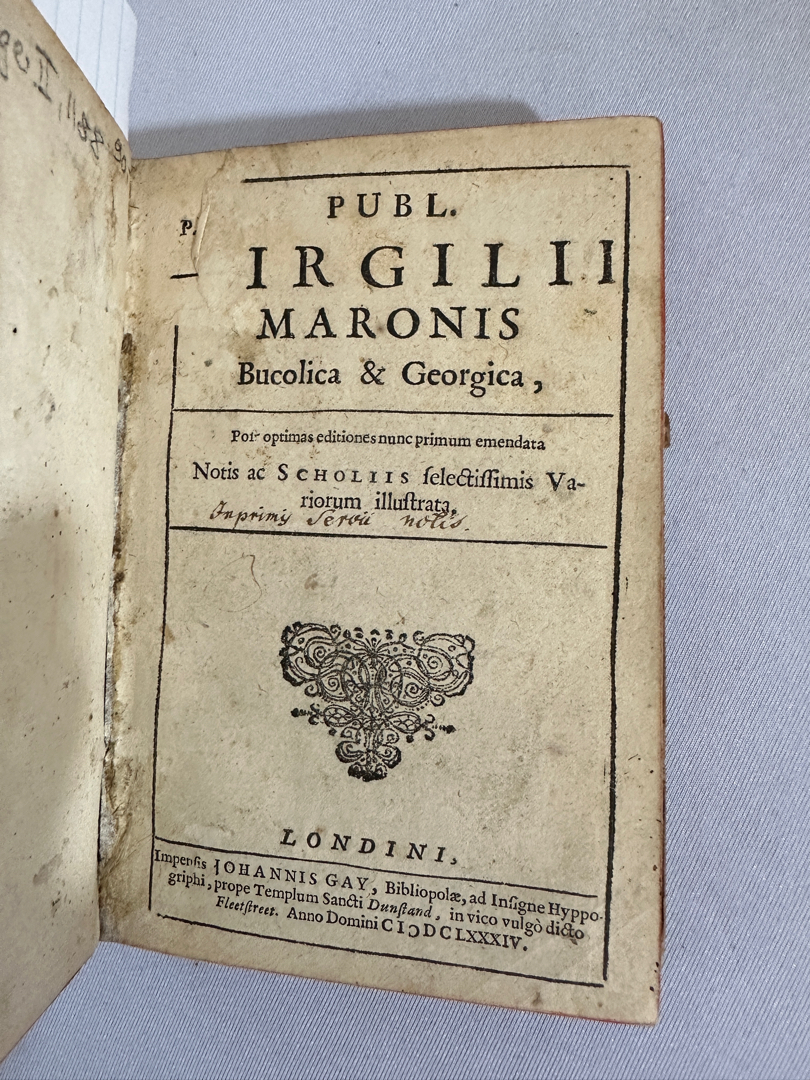 PUBL.
P.
IRGILII
MARONIS
Bucolica & Georgica,
Poſt optimas editiones nunc primum emendata
Notis ac SCHOLIIS ſelectiſſimis Va-
riorum illuſtrata.
Inprimis Servii notis.
LONDINI,
Impenſis JOHANNIS GAY, Bibliopolæ, ad Inſigne Hyppo-
griphi, prope Templum Sancti Dunſtand, in vico vulgò dicto
Fleetſtreet. Anno Domini CIƆDCLXXXIV.